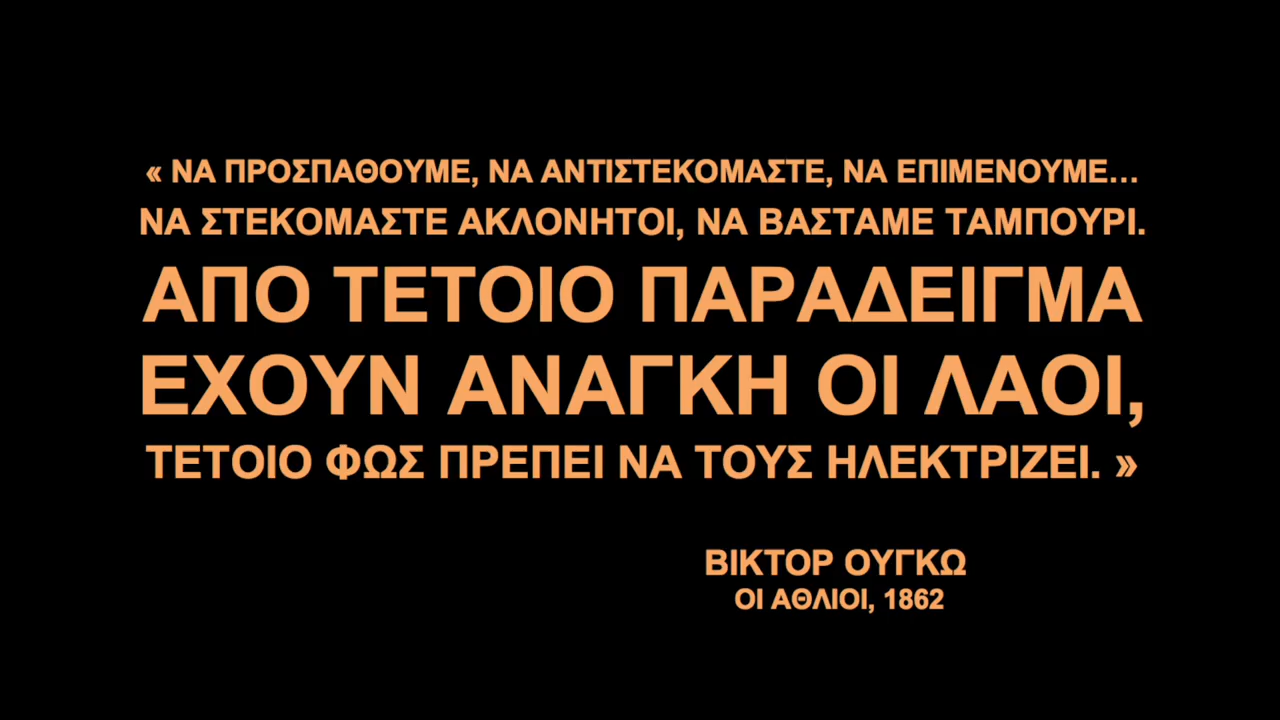 « ΝΑ ΠΡΟΣΠΑΘΟΥΜΕ, ΝΑ ΑΝΤΙΣΤΕΚΟΜΑΣΤΕ, ΝΑ ΕΠΙΜΕΝΟΥΜΕ...
ΝΑ ΣΤΕΚΟΜΑΣΤΕ ΑΚΛΟΝΗΤΟΙ, ΝΑ ΒΑΣΤΑΜΕ ΤΑΜΠΟΥΡΙ.
ΑΠΟ ΤΕΤΟΙΟ ΠΑΡΑΔΕΙΓΜΑ
ΕΧΟΥΝ ΑΝΑΓΚΗ ΟΙ ΛΑΟΙ,
ΤΕΤΟΙΟ ΦΩΣ ΠΡΕΠΕΙ ΝΑ ΤΟΥΣ ΗΛΕΚΤΡΙΖΕΙ. »
ΒΙΚΤΟΡ ΟΥΓΚΩ
ΟΙ ΑΘΛΙΟΙ, 1862